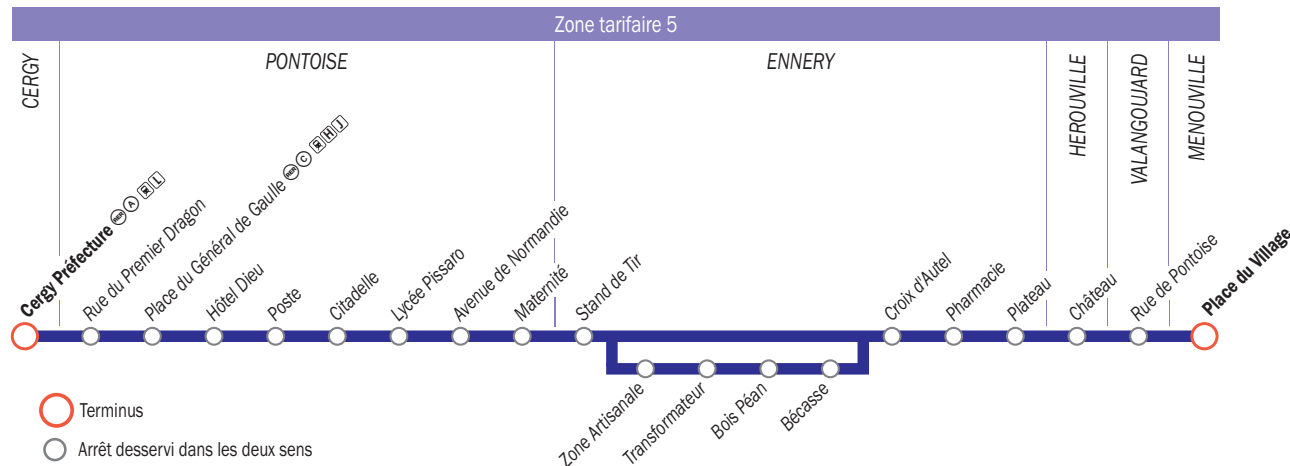 Zone tarifaire 5
CERGY
PONTOISE
ENNERY
HEROUVILLE
VALANGOUJARD
MENOUVILLE
Cergy Préfecture RER A L
Rue du Premier Dragon
Place du Général de Gaulle RER C H J
Hôtel Dieu
Poste
Citadelle
Lycée Pissaro
Avenue de Normandie
Maternité
Stand de Tir
Zone Artisanale
Transformateur
Bois Péan
Bécasse
Croix d'Autel
Pharmacie
Plateau
Château
Rue de Pontoise
Place du Village
Terminus
Arrêt desservi dans les deux sens